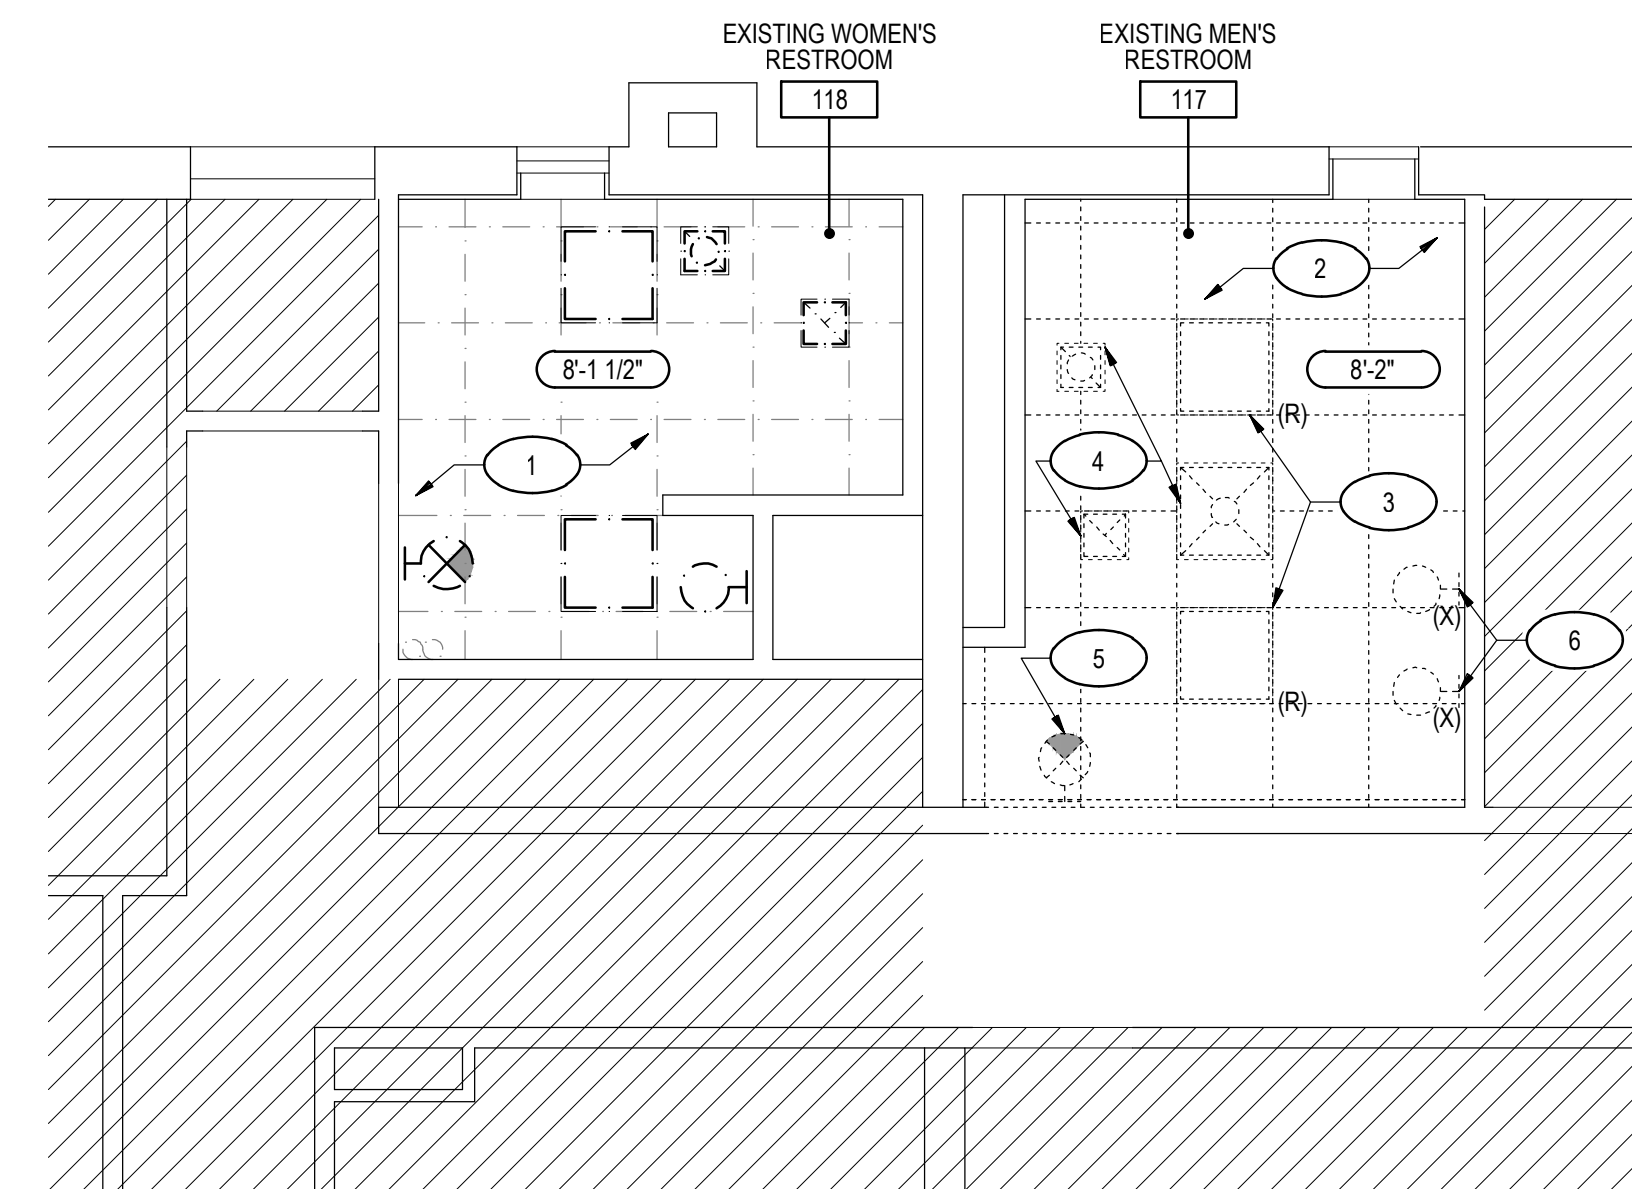 EXISTING WOMEN'S
RESTROOM
118
EXISTING MEN'S
RESTROOM
117
2
8'-1 1/2"
8'-2"
(R)
1
4
3
(X)
6
5
(R)
(X)